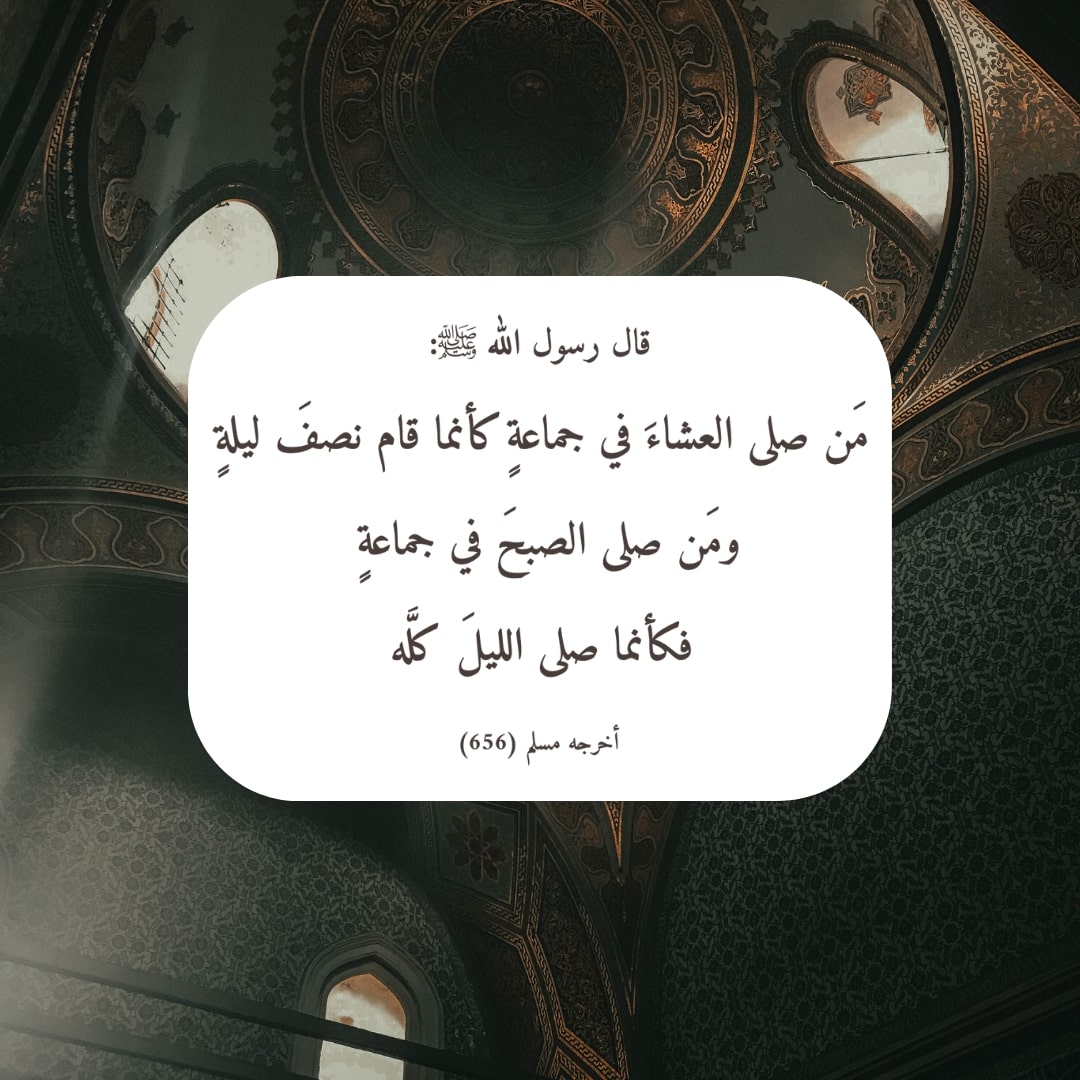 قال رسول الله ﷺ:
مَن صلى العشاءَ في جماعةٍ كأنما قام نصفَ ليلةٍ
ومَن صلى الصبحَ في جماعةٍ
فكأنما صلى الليلَ كلَّه
أخرجه مسلم (656)